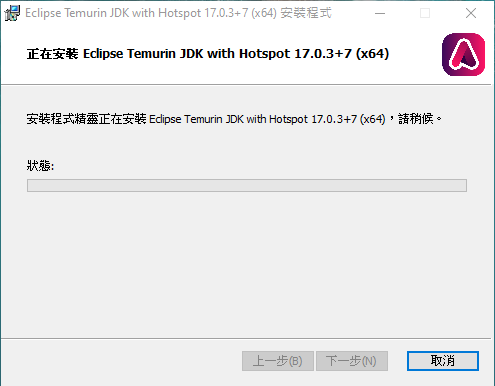 Eclipse Temurin JDK with Hotspot 17.0.3+7 (x64) 安裝程式
正在安裝 Eclipse Temurin JDK with Hotspot 17.0.3+7 (x64)
安裝程式精靈正在安裝 Eclipse Temurin JDK with Hotspot 17.0.3+7 (x64)，請稍候。
狀態:
上一步(B) 下一步(N) 取消